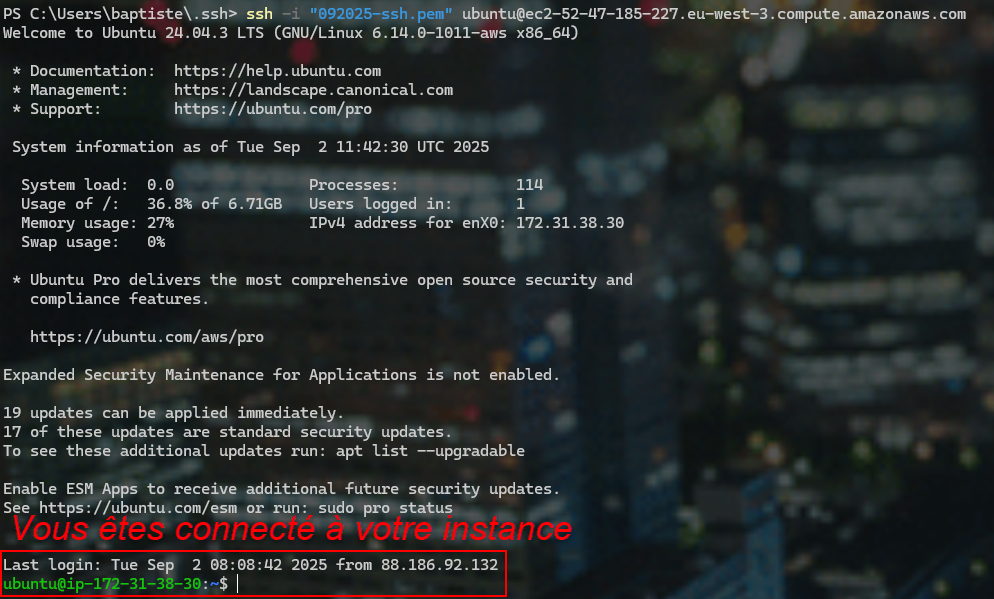 PS C:\Users\baptiste\.ssh> ssh -i "092025-ssh.pem" ubuntu@ec2-52-47-185-227.eu-west-3.compute.amazonaws.com
Welcome to Ubuntu 24.04.3 LTS (GNU/Linux 6.14.0-1011-aws x86_64)
* Documentation: https://help.ubuntu.com
* Management: https://landscape.canonical.com
* Support: https://ubuntu.com/pro
System information as of Tue Sep 2 11:42:30 UTC 2025
System load: 0.0 Processes: 114
Usage of /: 36.8% of 6.71GB Users logged in: 1
Memory usage: 27% IPv4 address for enX0: 172.31.38.30
Swap usage: 0%
* Ubuntu Pro delivers the most comprehensive open source security and
compliance features.
https://ubuntu.com/aws/pro
Expanded Security Maintenance for Applications is not enabled.
19 updates can be applied immediately.
17 of these updates are standard security updates.
To see these additional updates run: apt list --upgradable
Enable ESM Apps to receive additional future security updates.
See https://ubuntu.com/esm or run: sudo pro status
Vous êtes connecté à votre instance
Last login: Tue Sep 2 08:08:42 2025 from 88.186.92.132
ubuntu@ip-172-31-38-30:~$